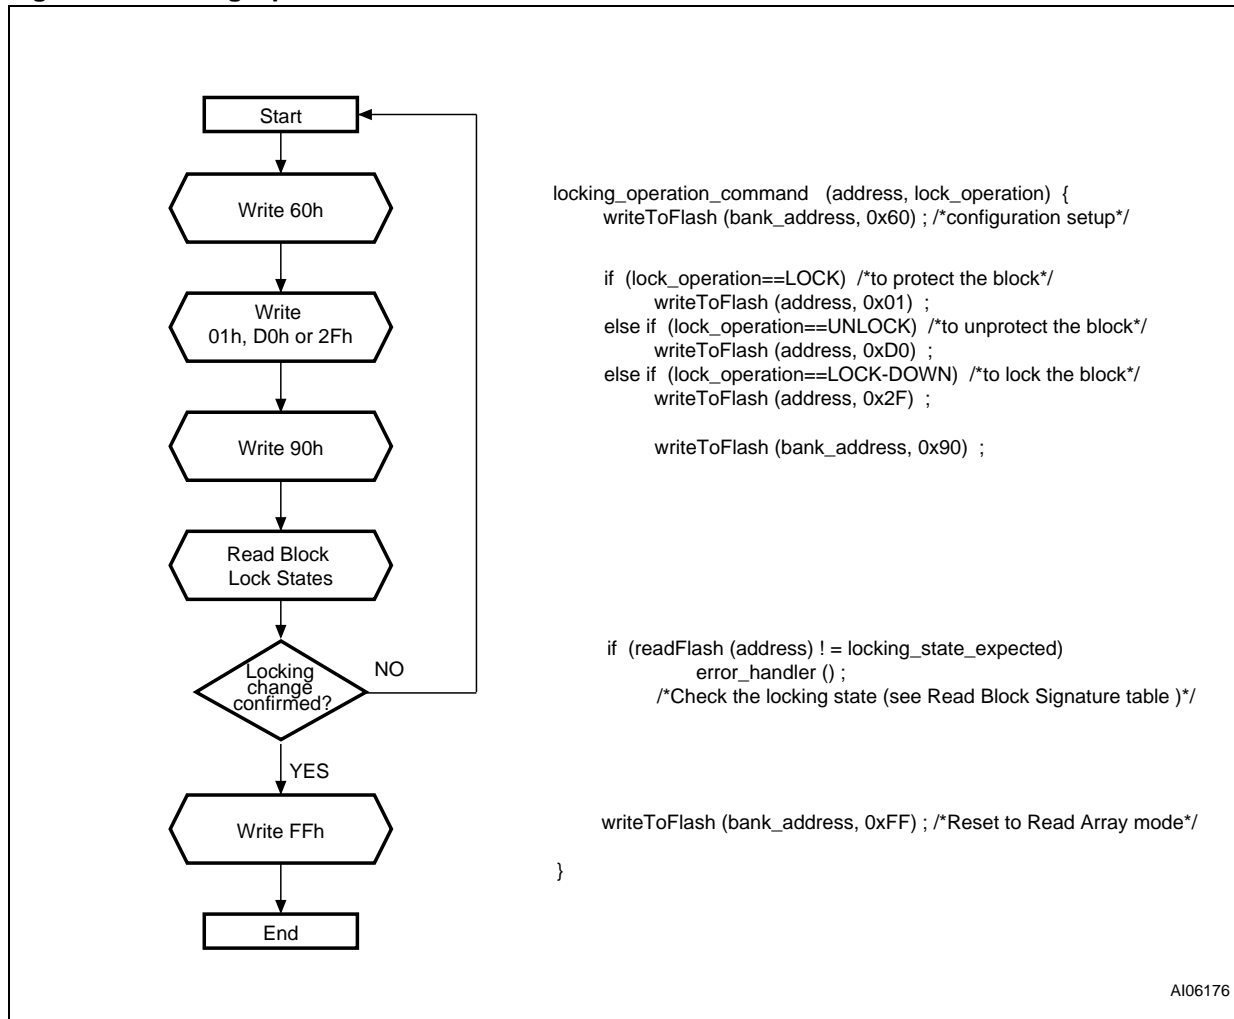 Start
Write 60h
Write
01h, D0h or 2Fh
Write 90h
Read Block
Lock States
Locking
change
confirmed?
NO
YES
Write FFh
End
locking_operation_command (address, lock_operation) {
writeToFlash (bank_address, 0x60) ; /*configuration setup*/
if (lock_operation==LOCK) /*to protect the block*/
writeToFlash (address, 0x01) ;
else if (lock_operation==UNLOCK) /*to unprotect the block*/
writeToFlash (address, 0xD0) ;
else if (lock_operation==LOCK-DOWN) /*to lock the block*/
writeToFlash (address, 0x2F) ;
writeToFlash (bank_address, 0x90) ;
if (readFlash (address) ! = locking_state_expected)
error_handler () ;
/*Check the locking state (see Read Block Signature table )*/
writeToFlash (bank_address, 0xFF) ; /*Reset to Read Array mode*/
}
AI06176